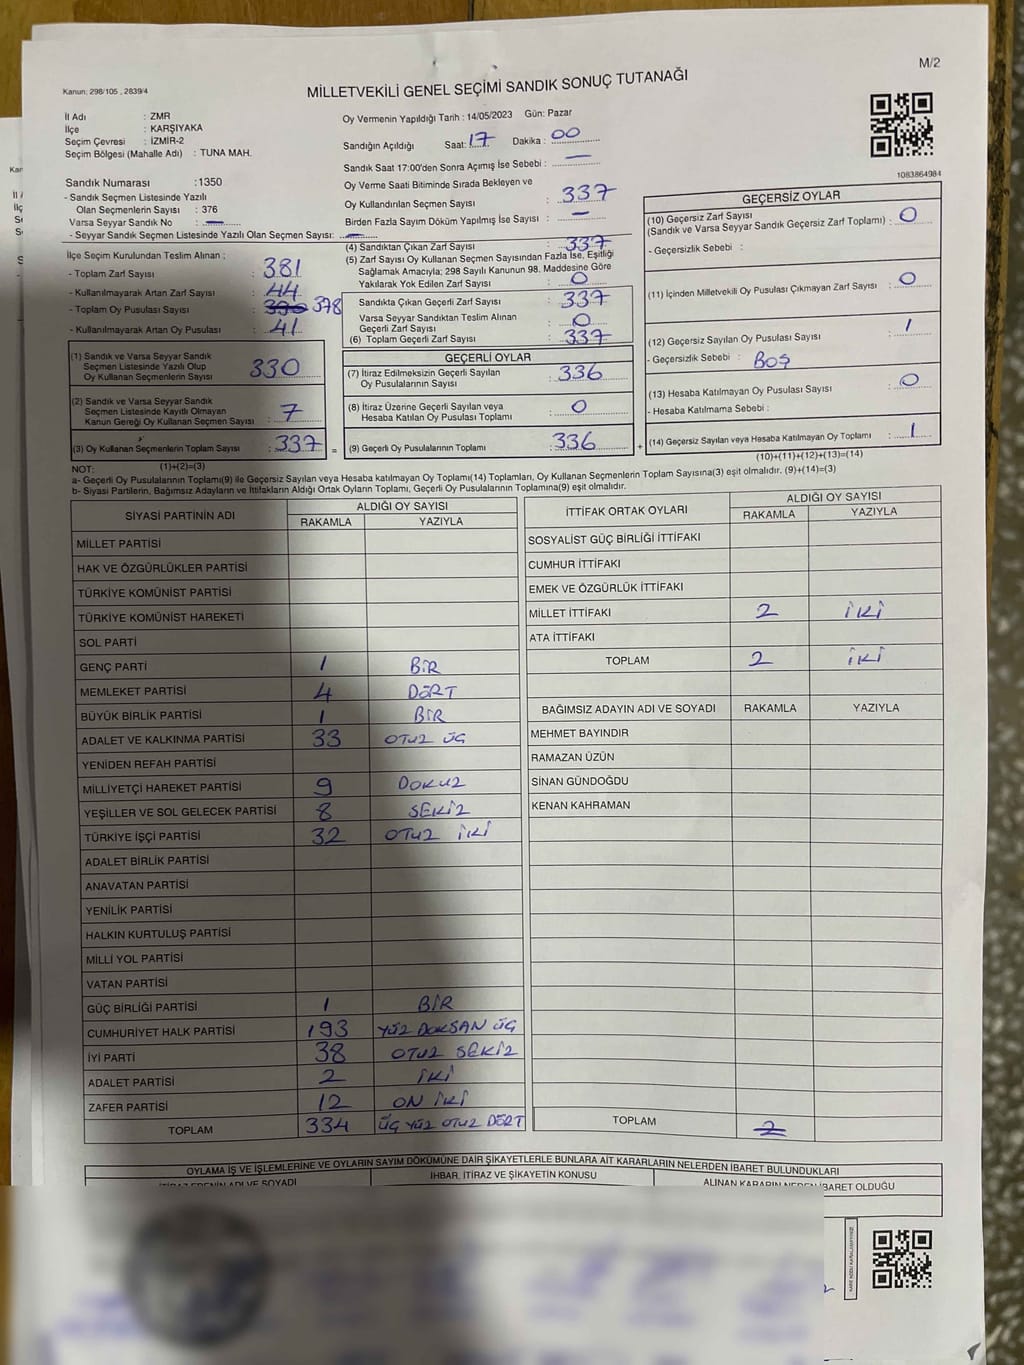 M/2
Kanun: 298/105 , 2839/4
MİLLETVEKİLİ GENEL SEÇİMİ SANDIK SONUÇ TUTANAĞI
İl Adı : ZMR
İlçe : KARŞIYAKA
Seçim Çevresi : İZMİR-2
Seçim Bölgesi (Mahalle Adı) : TUNA MAH.
Sandık Numarası :1350
- Sandık Seçmen Listesinde Yazılı
Olan Seçmenlerin Sayısı : 376
Varsa Seyyar Sandık No : —
- Seyyar Sandık Seçmen Listesinde Yazılı Olan Seçmen Sayısı: —
İlçe Seçim Kurulundan Teslim Alınan ;
- Toplam Zarf Sayısı : 381
- Kullanılmayarak Artan Zarf Sayısı : 44
- Toplam Oy Pusulası Sayısı : 378
- Kullanılmayarak Artan Oy Pusulası : 41
(1) Sandık ve Varsa Seyyar Sandık
Seçmen Listesinde Yazılı Olup
Oy Kullanan Seçmenlerin Sayısı : 330
(2) Sandık ve Varsa Seyyar Sandık
Seçmen Listesinde Kayıtlı Olmayan
Kanun Gereği Oy Kullanan Seçmen Sayısı : 7
(3) Oy Kullanan Seçmenlerin Toplam Sayısı : 337
(1)+(2)=(3)
Oy Vermenin Yapıldığı Tarih : 14/05/2023 Gün: Pazar
Sandığın Açıldığı Saat: 17 Dakika : 00
Sandık Saat 17:00'den Sonra Açımış İse Sebebi : —
Oy Verme Saati Bitiminde Sırada Bekleyen ve
Oy Kullandırılan Seçmen Sayısı : 337
Birden Fazla Sayım Döküm Yapılmış İse Sayısı : —
(4) Sandıktan Çıkan Zarf Sayısı : 337
(5) Zarf Sayısı Oy Kullanan Seçmen Sayısından Fazla İse, Eşitliği
Sağlamak Amacıyla; 298 Sayılı Kanunun 98. Maddesine Göre
Yakılarak Yok Edilen Zarf Sayısı : 0
Sandıkta Çıkan Geçerli Zarf Sayısı : 337
Varsa Seyyar Sandıktan Teslim Alınan
Geçerli Zarf Sayısı : 0
(6) Toplam Geçerli Zarf Sayısı : 337
GEÇERLİ OYLAR
(7) İtiraz Edilmeksizin Geçerli Sayılan
Oy Pusulalarının Sayısı : 336
(8) İtiraz Üzerine Geçerli Sayılan veya
Hesaba Katılan Oy Pusulası Toplamı : 0
= (9) Geçerli Oy Pusulalarının Toplamı : 336 +
1083864984
GEÇERSİZ OYLAR
(10) Geçersiz Zarf Sayısı
(Sandık ve Varsa Seyyar Sandık Geçersiz Zarf Toplamı) : 0
- Geçersizlik Sebebi :
(11) İçinden Milletvekili Oy Pusulası Çıkmayan Zarf Sayısı : 0
(12) Geçersiz Sayılan Oy Pusulası Sayısı : 1
- Geçersizlik Sebebi : BOŞ
(13) Hesaba Katılmayan Oy Pusulası Sayısı : 0
- Hesaba Katılmama Sebebi :
(14) Geçersiz Sayılan veya Hesaba Katılmayan Oy Toplamı : 1
(10)+(11)+(12)+(13)=(14)
NOT:
a- Geçerli Oy Pusulalarının Toplamı(9) ile Geçersiz Sayılan veya Hesaba katılmayan Oy Toplamı(14) Toplamları, Oy Kullanan Seçmenlerin Toplam Sayısına(3) eşit olmalıdır. (9)+(14)=(3)
b- Siyasi Partilerin, Bağımsız Adayların ve İttifakların Aldığı Ortak Oyların Toplamı, Geçerli Oy Pusulalarının Toplamına(9) eşit olmalıdır.
SİYASİ PARTİNİN ADI ALDIĞI OY SAYISI
RAKAMLA YAZIYLA
MİLLET PARTİSİ
HAK VE ÖZGÜRLÜKLER PARTİSİ
TÜRKİYE KOMÜNİST PARTİSİ
TÜRKİYE KOMÜNİST HAREKETİ
SOL PARTİ
GENÇ PARTİ 1 BİR
MEMLEKET PARTİSİ 4 DÖRT
BÜYÜK BİRLİK PARTİSİ 1 BİR
ADALET VE KALKINMA PARTİSİ 33 OTUZ ÜÇ
YENİDEN REFAH PARTİSİ
MİLLİYETÇİ HAREKET PARTİSİ 9 DOKUZ
YEŞİLLER VE SOL GELECEK PARTİSİ 8 SEKİZ
TÜRKİYE İŞÇİ PARTİSİ 32 OTUZ İKİ
ADALET BİRLİK PARTİSİ
ANAVATAN PARTİSİ
YENİLİK PARTİSİ
HALKIN KURTULUŞ PARTİSİ
MİLLİ YOL PARTİSİ
VATAN PARTİSİ
GÜÇ BİRLİĞİ PARTİSİ 1 BİR
CUMHURİYET HALK PARTİSİ 193 YÜZ DOKSAN ÜÇ
İYİ PARTİ 38 OTUZ SEKİZ
ADALET PARTİSİ 2 İKİ
ZAFER PARTİSİ 12 ON İKİ
TOPLAM 334 ÜÇ YÜZ OTUZ DÖRT
İTTİFAK ORTAK OYLARI ALDIĞI OY SAYISI
RAKAMLA YAZIYLA
SOSYALİST GÜÇ BİRLİĞİ İTTİFAKI
CUMHUR İTTİFAKI
EMEK VE ÖZGÜRLÜK İTTİFAKI
MİLLET İTTİFAKI 2 İKİ
ATA İTTİFAKI
TOPLAM 2 İKİ
BAĞIMSIZ ADAYIN ADI VE SOYADI RAKAMLA YAZIYLA
MEHMET BAYINDIR
RAMAZAN ÜZÜN
SİNAN GÜNDOĞDU
KENAN KAHRAMAN
TOPLAM 2
OYLAMA İŞ VE İŞLEMLERİNE VE OYLARIN SAYIM DÖKÜMÜNE DAİR ŞİKAYETLERLE BUNLARA AİT KARARLARIN NELERDEN İBARET BULUNDUKLARI
İTİRAZ EDENİN ADI VE SOYADI İHBAR, İTİRAZ VE ŞİKAYETİN KONUSU ALINAN KARARIN NEDEN İBARET OLDUĞU